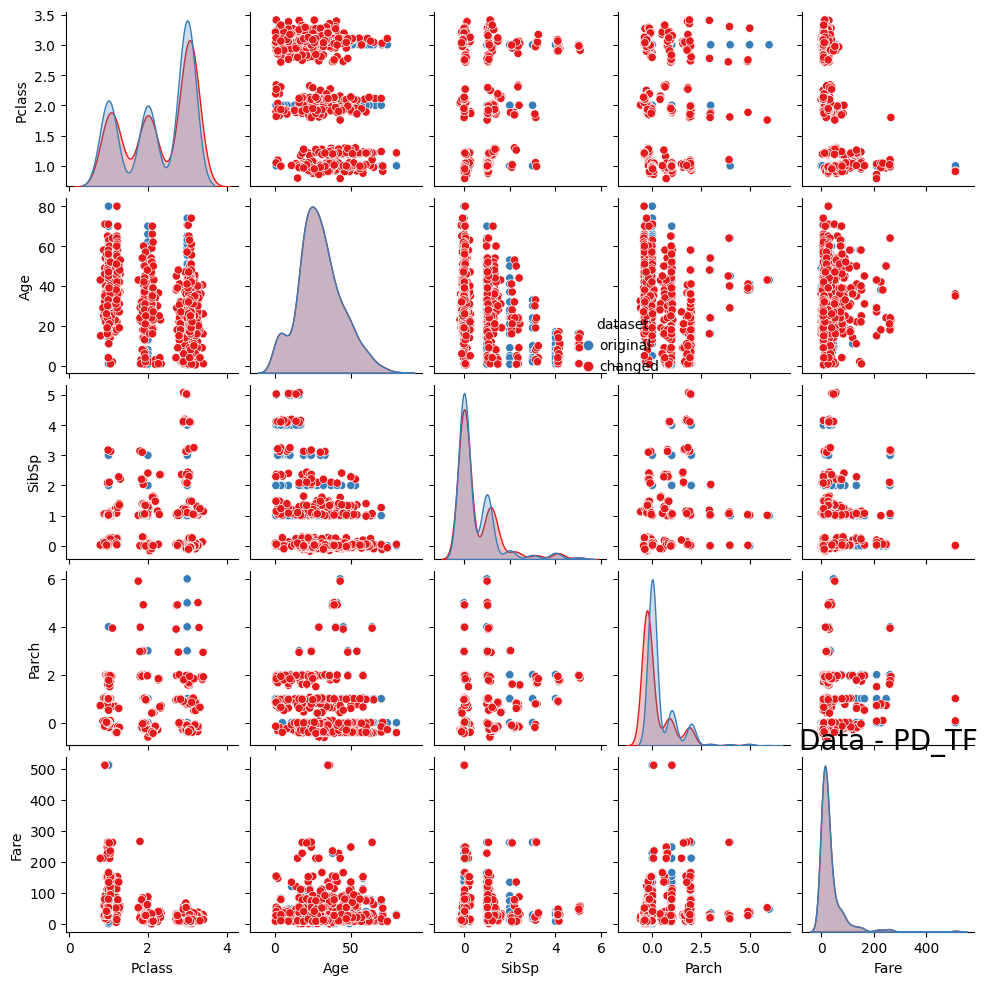 3.5
3.0
2.5
2.0
1.5
1.0
Pclass
80
60
40
20
0
Age
dataset
original
changed
5
4
3
2
1
0
SibSp
6
4
2
0
Parch
Data - PD_TF
500
400
300
200
100
0
Fare
0 2 4
0 50
0 2 4 6
0.0 2.5 5.0
0 200 400
Pclass Age SibSp Parch Fare